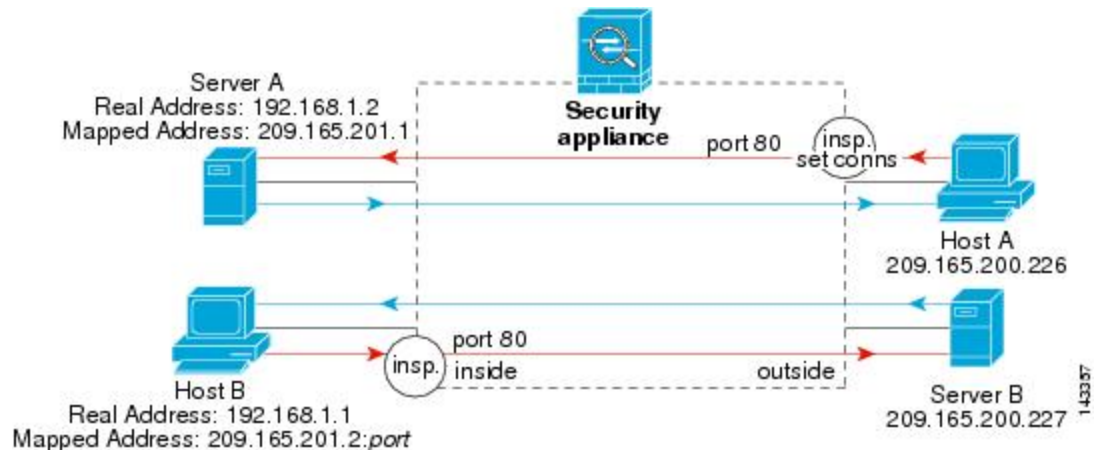 Server A
Real Address: 192.168.1.2
Mapped Address: 209.165.201.1
Security
appliance
port 80
insp.
set conns
Host A
209.165.200.226
port 80
insp.
inside
outside
Host B
Real Address: 192.168.1.1
Mapped Address: 209.165.201.2:port
Server B
209.165.200.227
143357